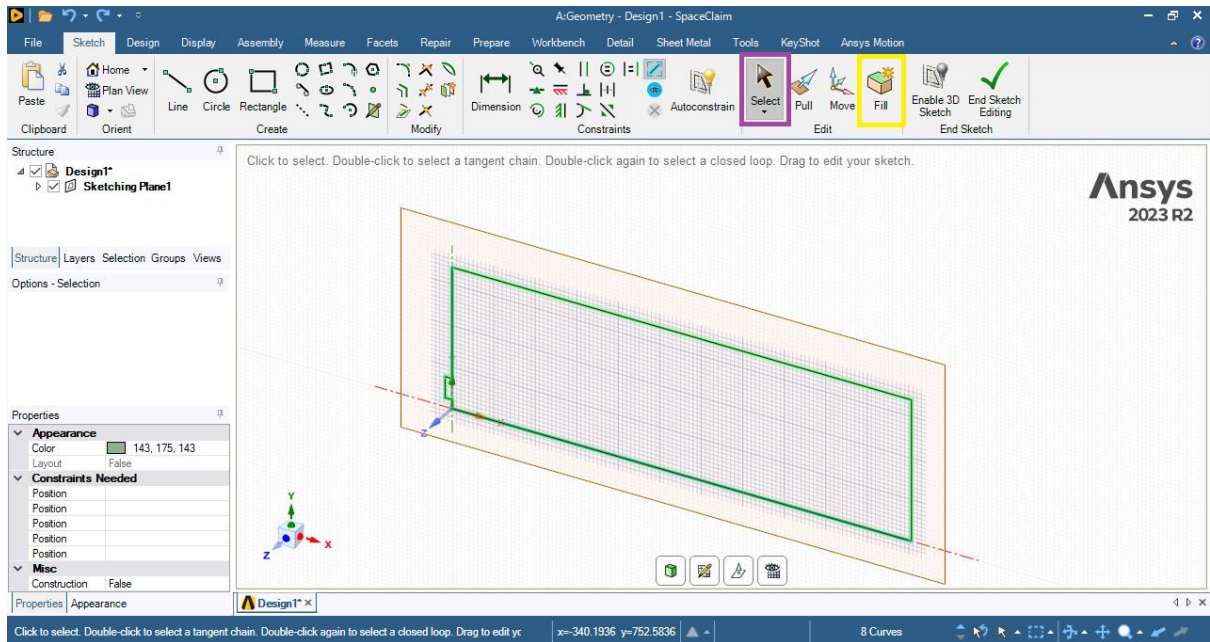 A:Geometry - Design1 - SpaceClaim
File Sketch Design Display Assembly Measure Facets Repair Prepare Workbench Detail Sheet Metal Tools KeyShot Ansys Motion
Paste
Home
Plan View
Line Circle Rectangle
Dimension
Autoconstrain
Select Pull Move Fill
Enable 3D Sketch
End Sketch Editing
Clipboard Orient Create Modify Constraints Edit End Sketch
Structure
Design1*
Sketching Plane1
Structure Layers Selection Groups Views
Options - Selection
Click to select. Double-click to select a tangent chain. Double-click again to select a closed loop. Drag to edit your sketch.
Ansys
2023 R2
Z
Y
X
Z
Properties
Appearance
Color 143, 175, 143
Layout False
Constraints Needed
Position
Position
Position
Position
Position
Misc
Construction False
Properties Appearance
Design1*
Click to select. Double-click to select a tangent chain. Double-click again to select a closed loop. Drag to edit yc
x=-340.1936 y=752.5836
8 Curves